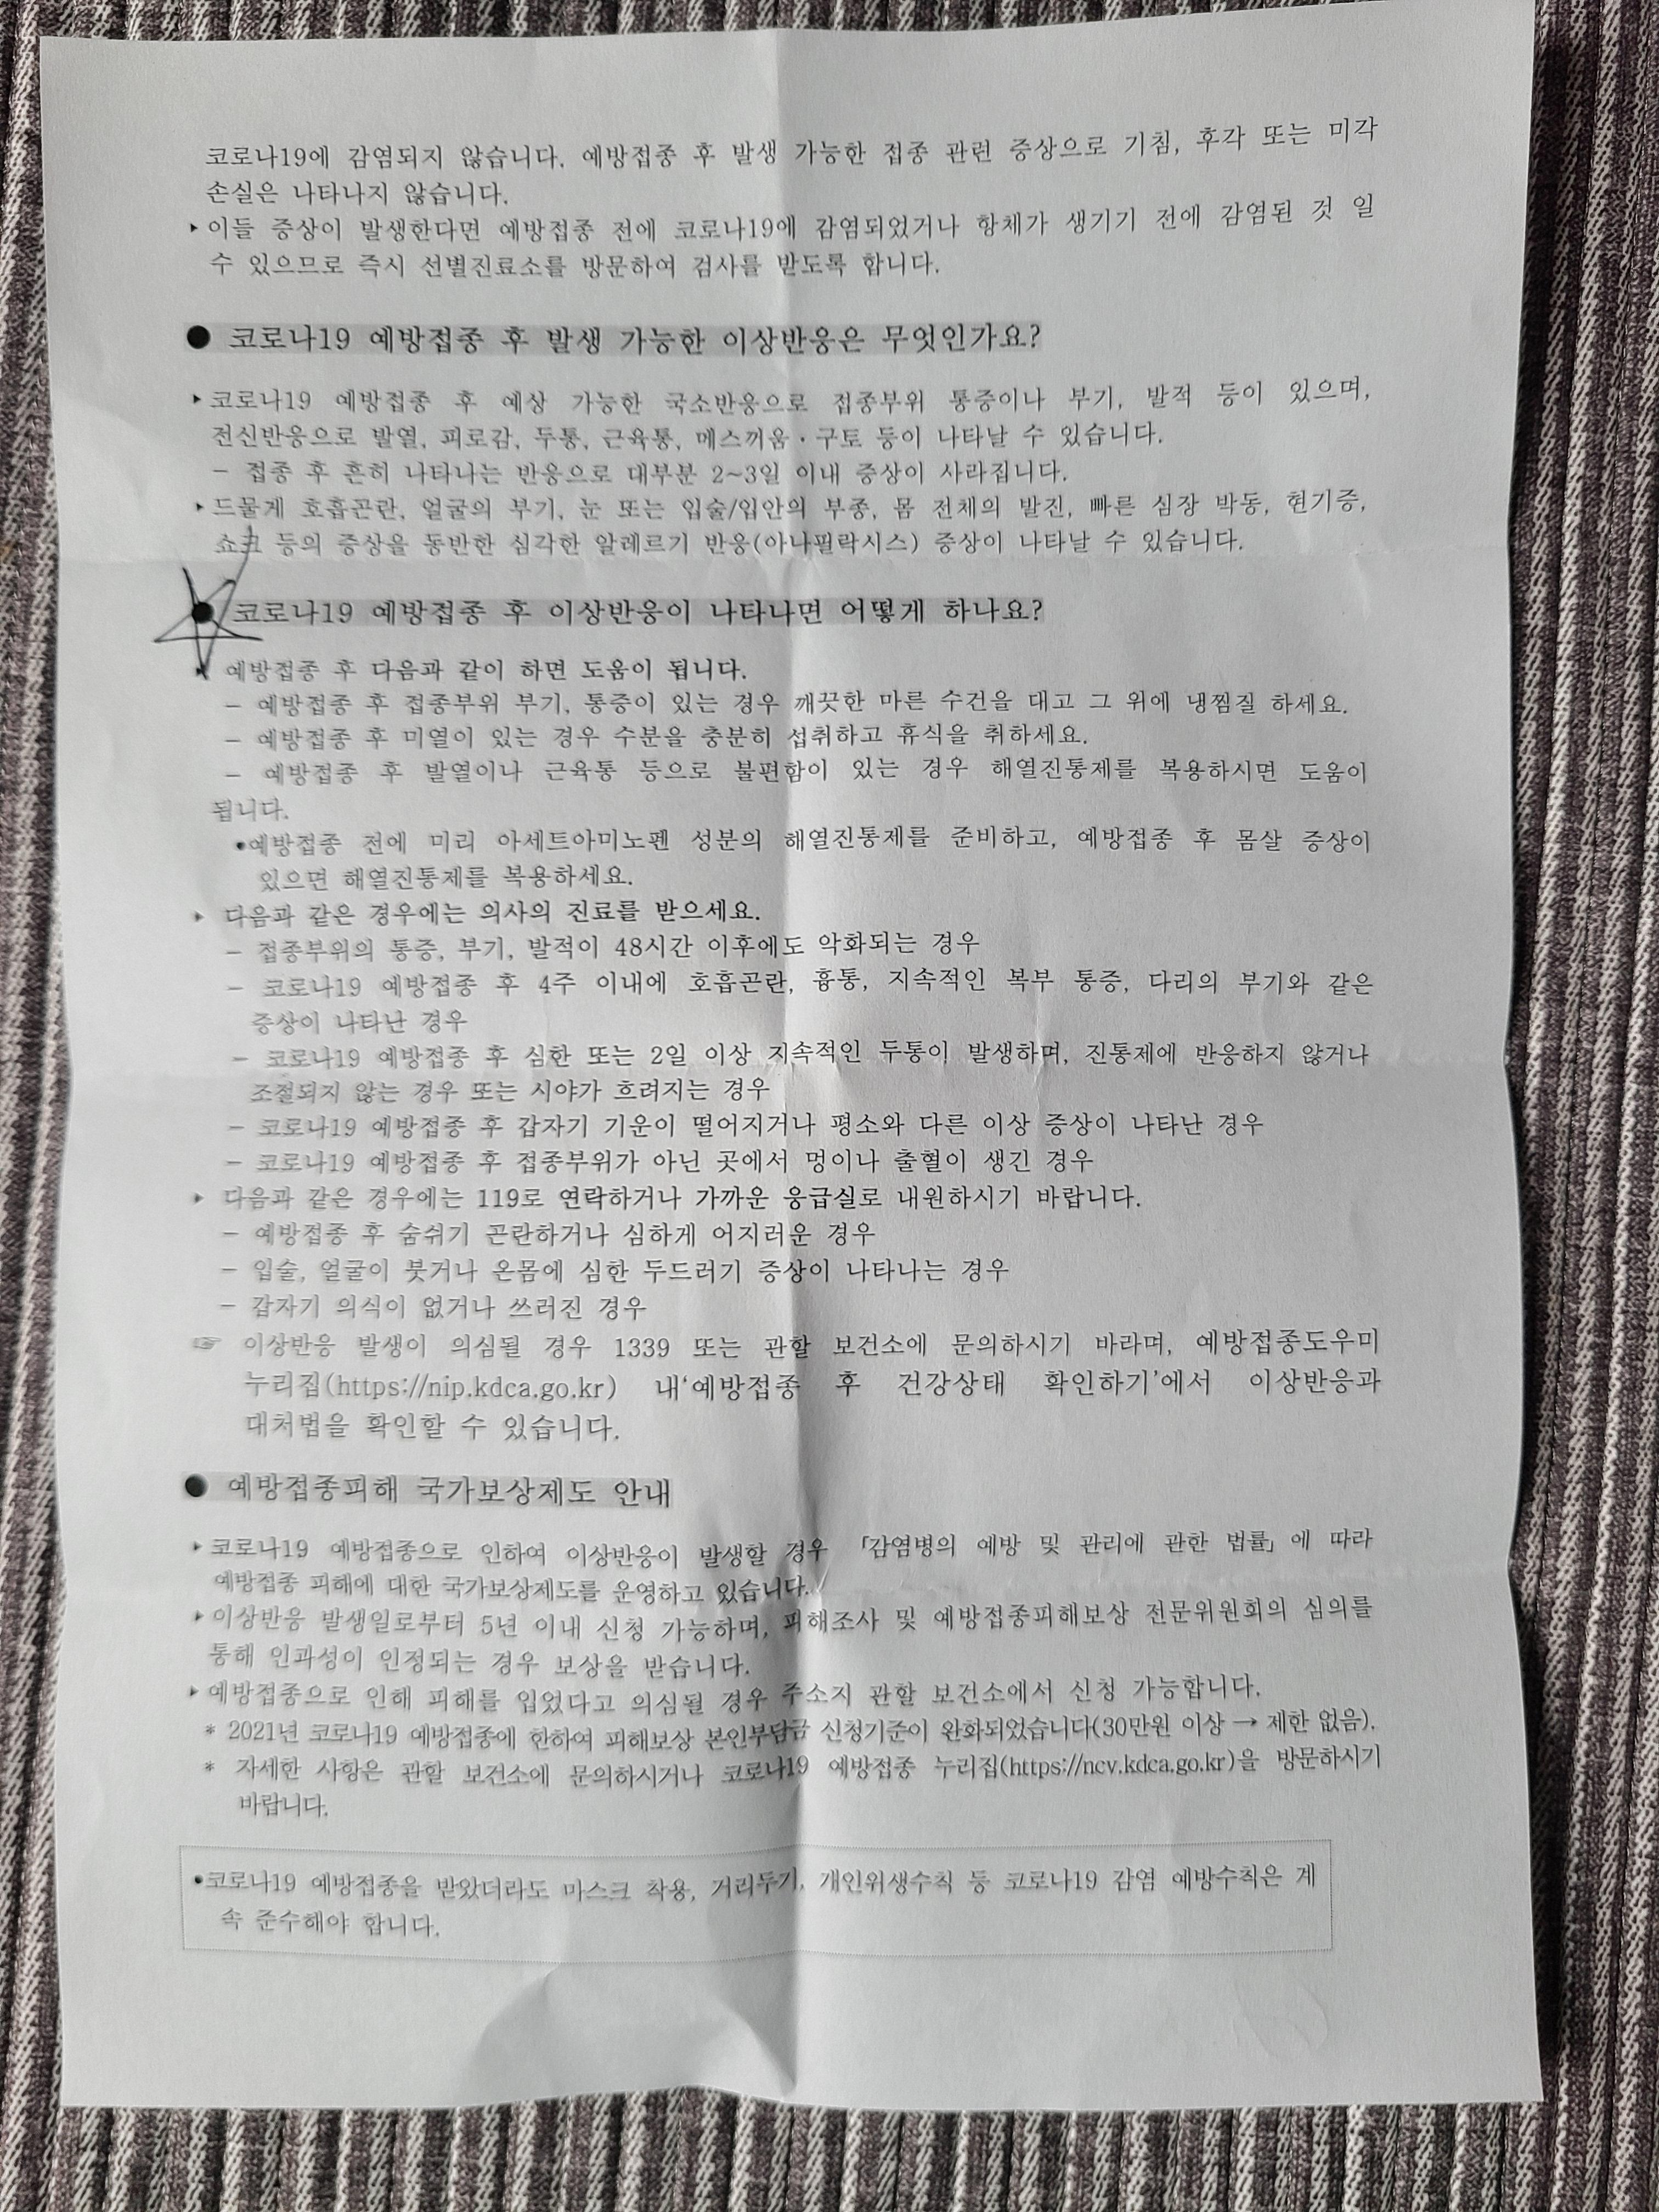 코로나19에 감염되지 않습니다. 예방접종 후 발생 가능한 접종 관련 증상으로 기침, 후각 또는 미각
손실은 나타나지 않습니다.
▸이들 증상이 발생한다면 예방접종 전에 코로나19에 감염되었거나 항체가 생기기 전에 감염된 것 일
수 있으므로 즉시 선별진료소를 방문하여 검사를 받도록 합니다.
● 코로나19 예방접종 후 발생 가능한 이상반응은 무엇인가요?
▸코로나19 예방접종 후 예상 가능한 국소반응으로 접종부위 통증이나 부기, 발적 등이 있으며,
전신반응으로 발열, 피로감, 두통, 근육통, 메스꺼움·구토 등이 나타날 수 있습니다.
- 접종 후 흔히 나타나는 반응으로 대부분 2~3일 이내 증상이 사라집니다.
▸드물게 호흡곤란, 얼굴의 부기, 눈 또는 입술/입안의 부종, 몸 전체의 발진, 빠른 심장 박동, 현기증,
쇼크 등의 증상을 동반한 심각한 알레르기 반응(아나필락시스) 증상이 나타날 수 있습니다.
● 코로나19 예방접종 후 이상반응이 나타나면 어떻게 하나요?
▸ 예방접종 후 다음과 같이 하면 도움이 됩니다.
- 예방접종 후 접종부위 부기, 통증이 있는 경우 깨끗한 마른 수건을 대고 그 위에 냉찜질 하세요.
- 예방접종 후 미열이 있는 경우 수분을 충분히 섭취하고 휴식을 취하세요.
- 예방접종 후 발열이나 근육통 등으로 불편함이 있는 경우 해열진통제를 복용하시면 도움이
됩니다.
•예방접종 전에 미리 아세트아미노펜 성분의 해열진통제를 준비하고, 예방접종 후 몸살 증상이
있으면 해열진통제를 복용하세요.
▸ 다음과 같은 경우에는 의사의 진료를 받으세요.
- 접종부위의 통증, 부기, 발적이 48시간 이후에도 악화되는 경우
- 코로나19 예방접종 후 4주 이내에 호흡곤란, 흉통, 지속적인 복부 통증, 다리의 부기와 같은
증상이 나타난 경우
- 코로나19 예방접종 후 심한 또는 2일 이상 지속적인 두통이 발생하며, 진통제에 반응하지 않거나
조절되지 않는 경우 또는 시야가 흐려지는 경우
- 코로나19 예방접종 후 갑자기 기운이 떨어지거나 평소와 다른 이상 증상이 나타난 경우
- 코로나19 예방접종 후 접종부위가 아닌 곳에서 멍이나 출혈이 생긴 경우
▸ 다음과 같은 경우에는 119로 연락하거나 가까운 응급실로 내원하시기 바랍니다.
- 예방접종 후 숨쉬기 곤란하거나 심하게 어지러운 경우
- 입술, 얼굴이 붓거나 온몸에 심한 두드러기 증상이 나타나는 경우
- 갑자기 의식이 없거나 쓰러진 경우
☞ 이상반응 발생이 의심될 경우 1339 또는 관할 보건소에 문의하시기 바라며, 예방접종도우미
누리집(https://nip.kdca.go.kr) 내‘예방접종 후 건강상태 확인하기’에서 이상반응과
대처법을 확인할 수 있습니다.
● 예방접종피해 국가보상제도 안내
▸코로나19 예방접종으로 인하여 이상반응이 발생할 경우 「감염병의 예방 및 관리에 관한 법률」에 따라
예방접종 피해에 대한 국가보상제도를 운영하고 있습니다.
▸이상반응 발생일로부터 5년 이내 신청 가능하며, 피해조사 및 예방접종피해보상 전문위원회의 심의를
통해 인과성이 인정되는 경우 보상을 받습니다.
▸예방접종으로 인해 피해를 입었다고 의심될 경우 주소지 관할 보건소에서 신청 가능합니다.
* 2021년 코로나19 예방접종에 한하여 피해보상 본인부담금 신청기준이 완화되었습니다(30만원 이상 → 제한 없음).
* 자세한 사항은 관할 보건소에 문의하시거나 코로나19 예방접종 누리집(https://ncv.kdca.go.kr)을 방문하시기
바랍니다.
•코로나19 예방접종을 받았더라도 마스크 착용, 거리두기, 개인위생수칙 등 코로나19 감염 예방수칙은 계
속 준수해야 합니다.